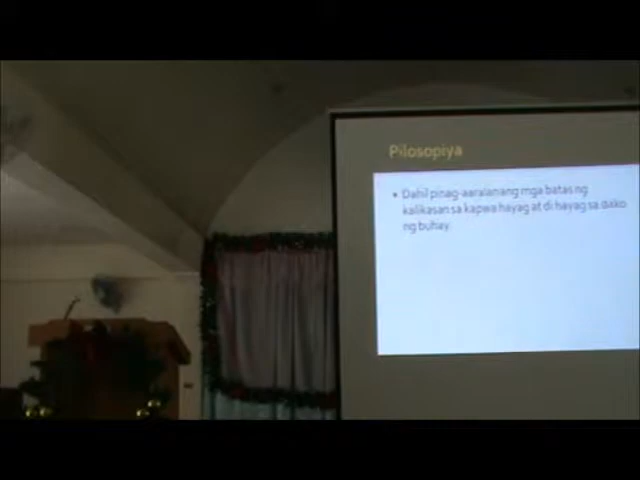 Pilosopiya
• Dahil pinag-aaralanang mga batas ng
kalikasan sa kapwa hayag at di hayag sa dako
ng buhay.